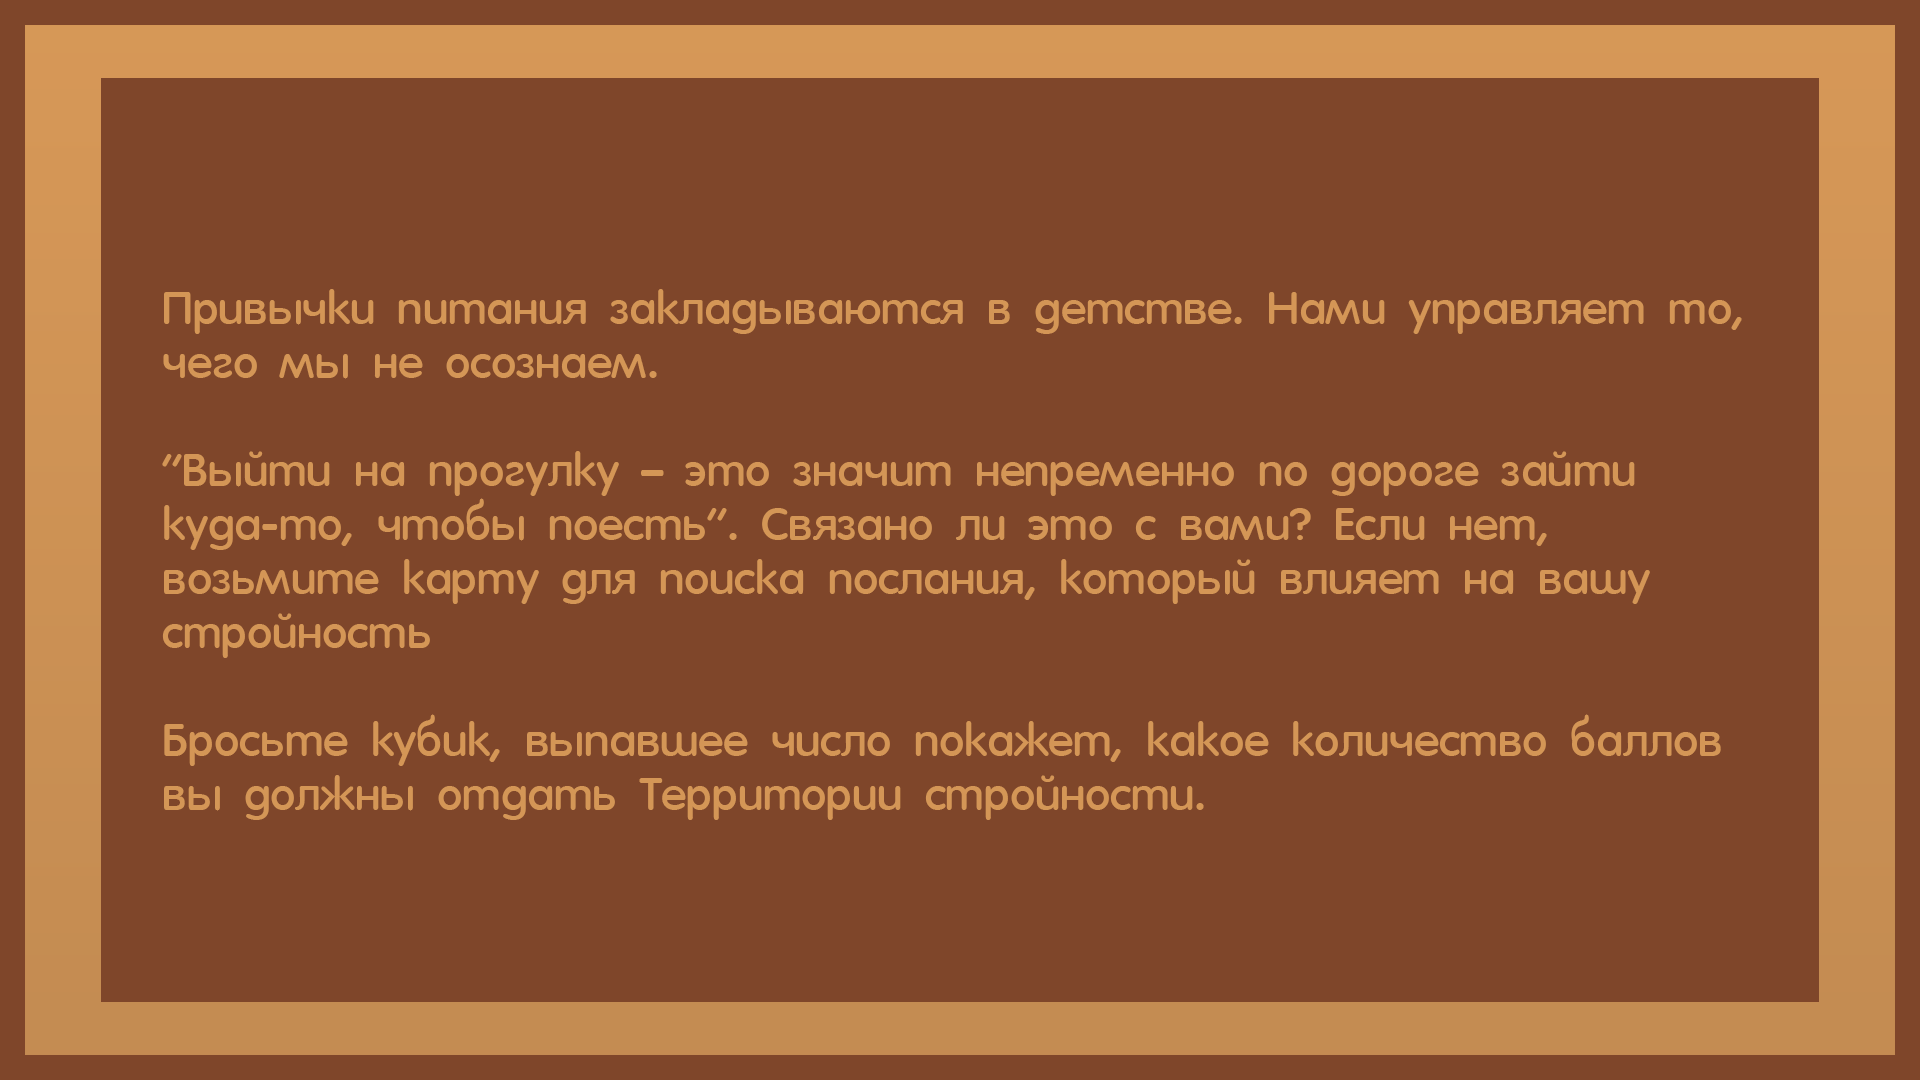 Привычки питания закладываются в детстве. Нами управляет то,
чего мы не осознаем.
"Выйти на прогулку – это значит непременно по дороге зайти
куда-то, чтобы поесть". Связано ли это с вами? Если нет,
возьмите карту для поиска послания, который влияет на вашу
стройность
Бросьте кубик, выпавшее число покажет, какое количество баллов
вы должны отдать Территории стройности.